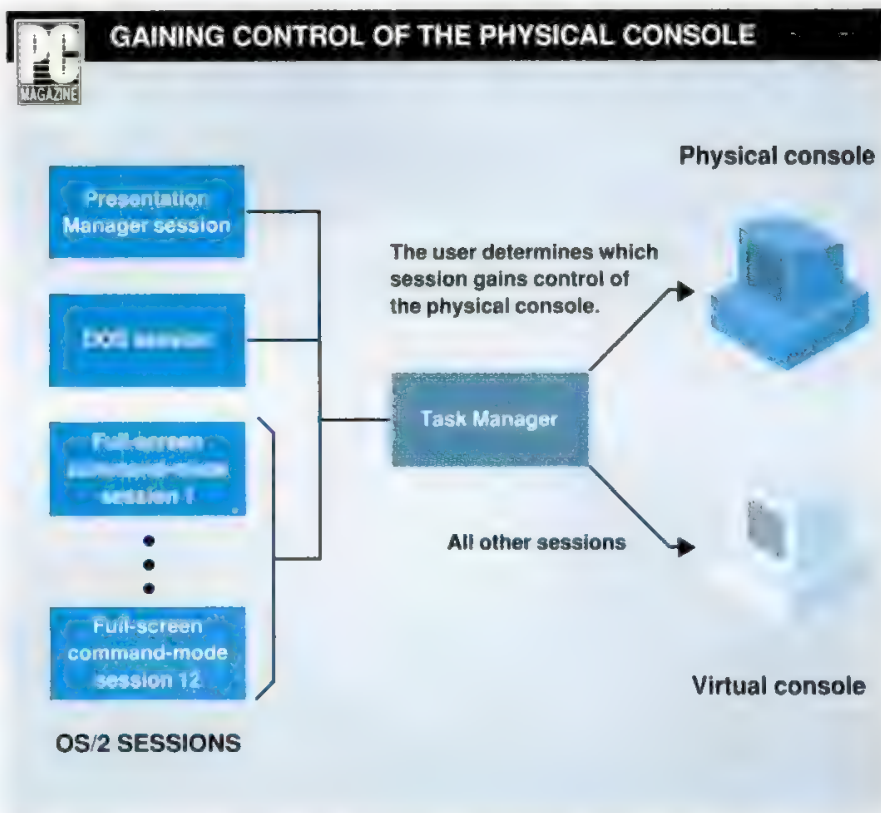 PC
MAGAZINE
GAINING CONTROL OF THE PHYSICAL CONSOLE
Presentation
Manager session
DOS session
Full-screen
session 1
Full-screen
command-mode
session 12
OS/2 SESSIONS
The user determines which
session gains control of
the physical console.
Task Manager
All other sessions
Physical console
Virtual console